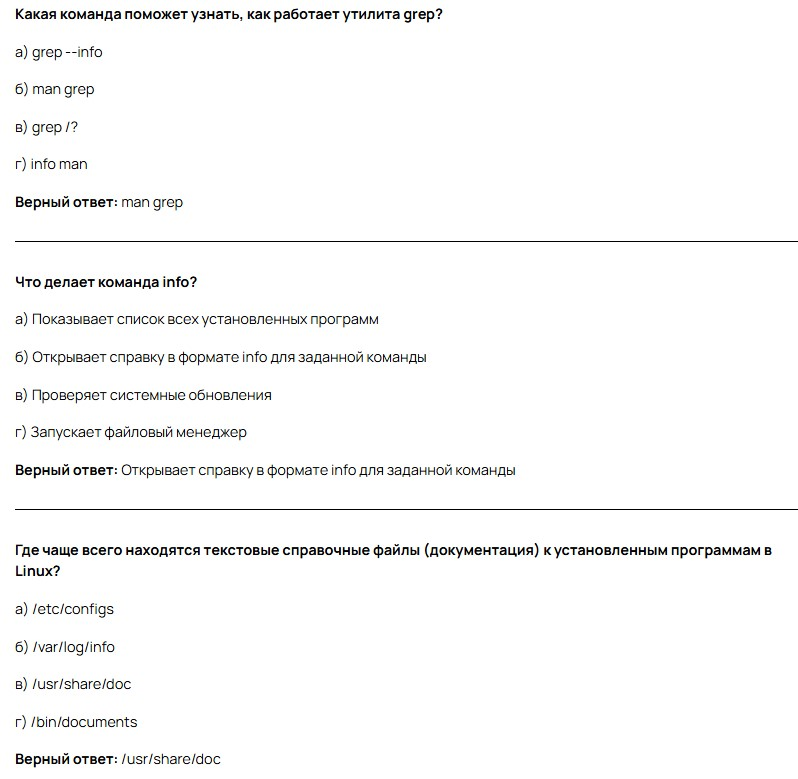 Какая команда поможет узнать, как работает утилита grep?
а) grep --info
б) man grep
в) grep /?
г) info man
Верный ответ: man grep
Что делает команда info?
а) Показывает список всех установленных программ
б) Открывает справку в формате info для заданной команды
в) Проверяет системные обновления
г) Запускает файловый менеджер
Верный ответ: Открывает справку в формате info для заданной команды
Где чаще всего находятся текстовые справочные файлы (документация) к установленным программам в
Linux?
а) /etc/configs
б) /var/log/info
в) /usr/share/doc
г) /bin/documents
Верный ответ: /usr/share/doc